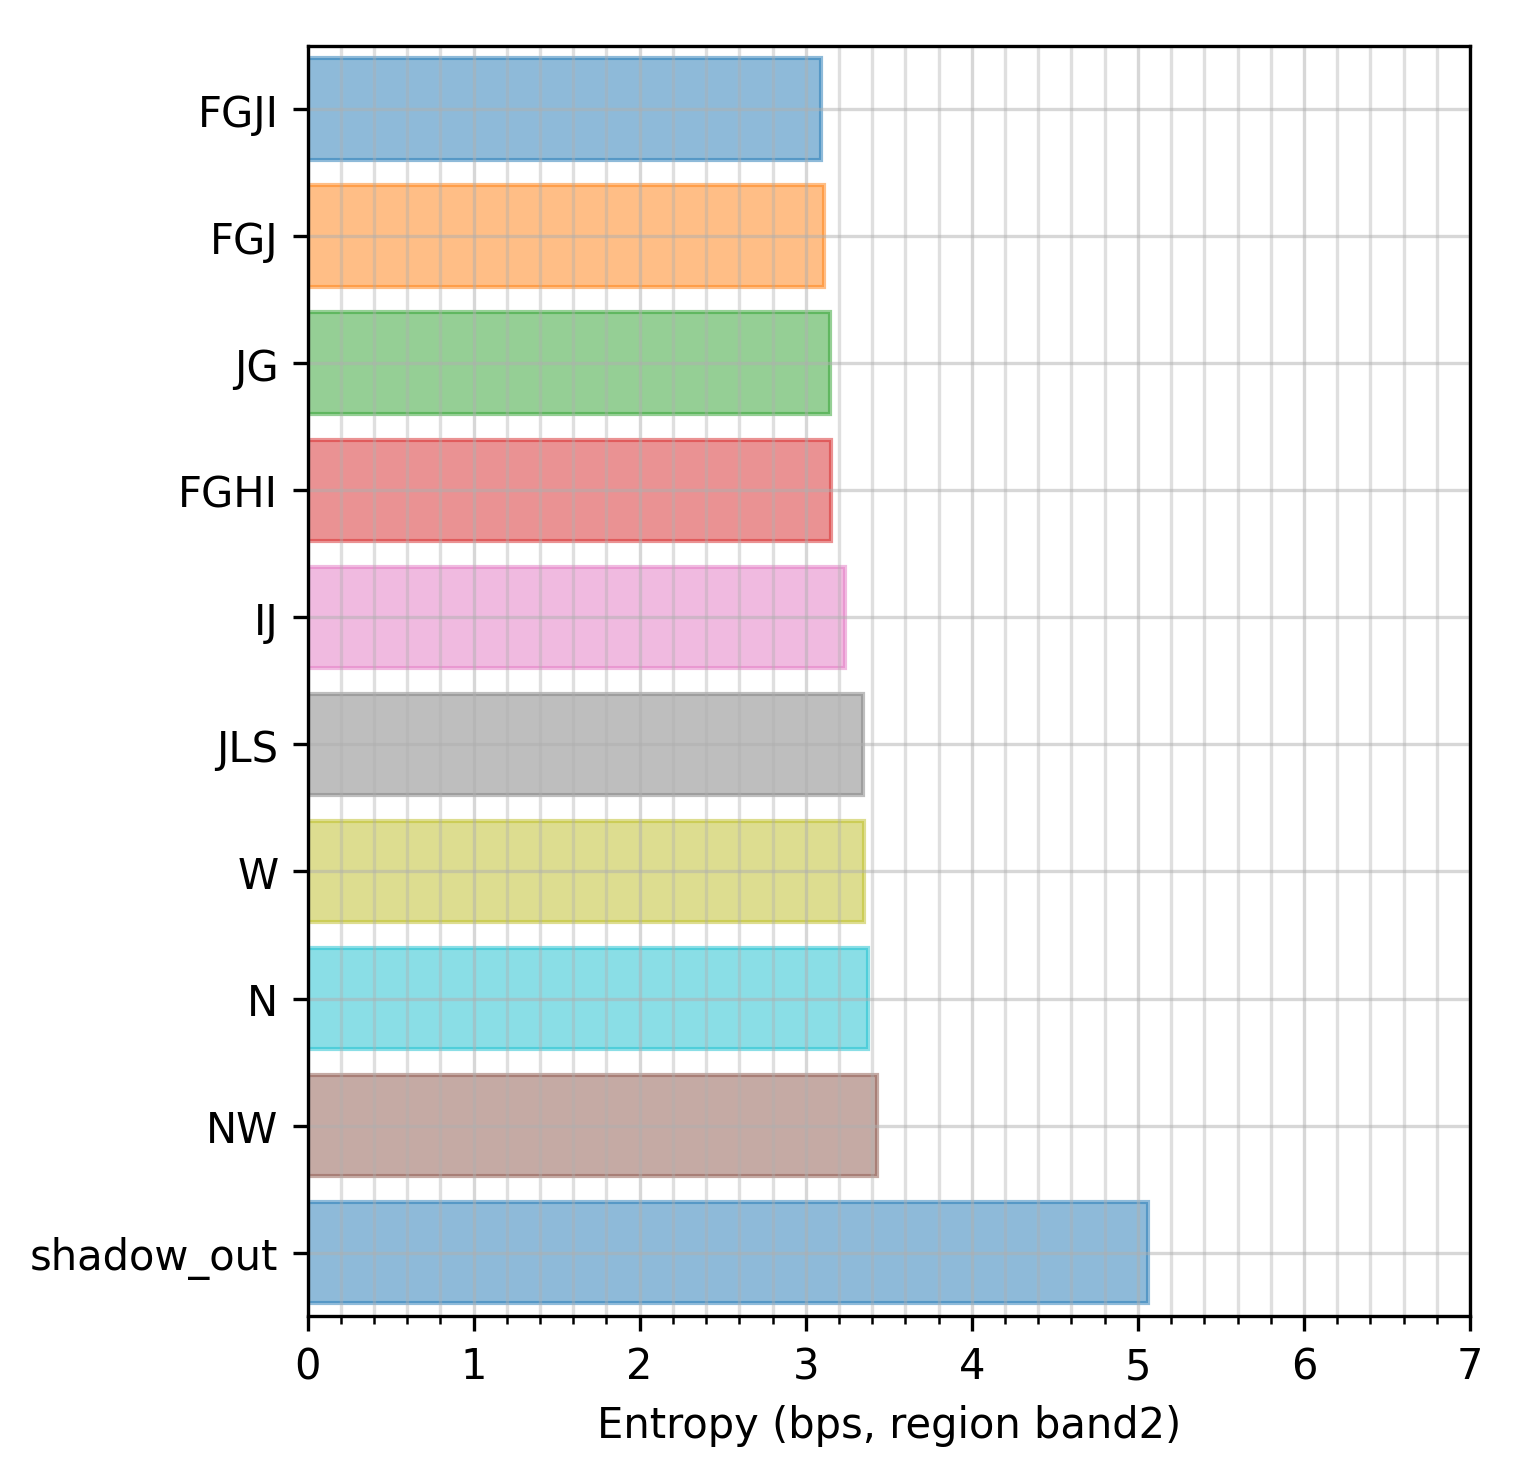 FGJI
FGJ
JG
FGHI
IJ
JLS
W
N
NW
shadow_out
0 1 2 3 4 5 6 7
Entropy (bps, region band2)